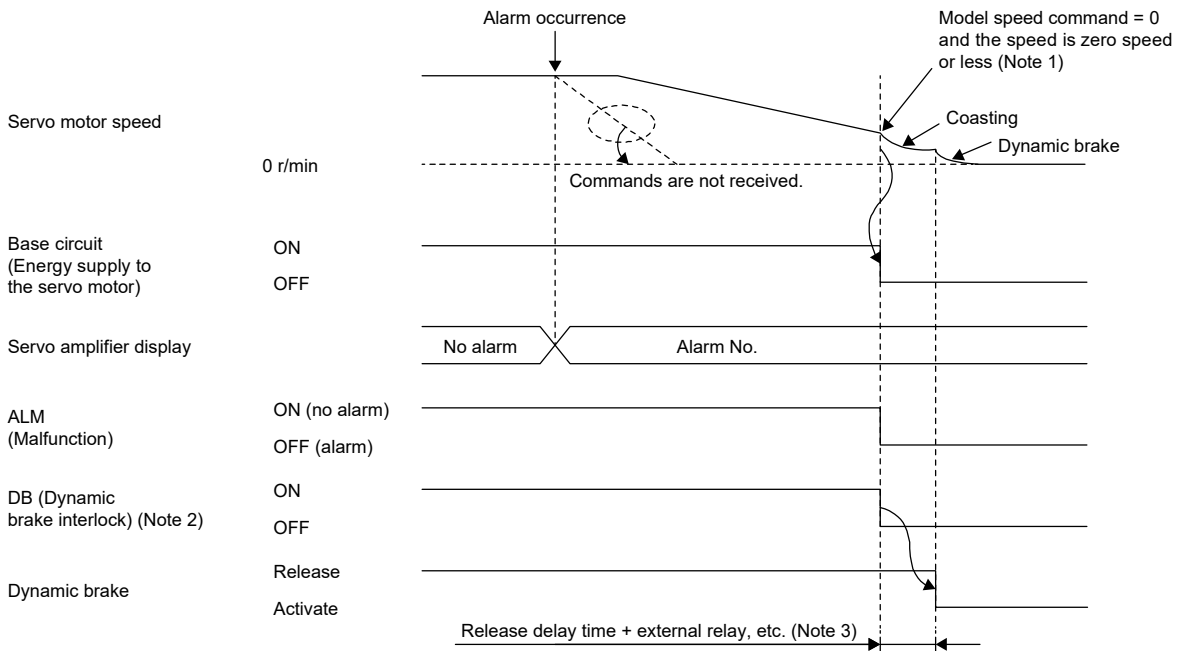 Alarm occurrence
Model speed command = 0
and the speed is zero speed
or less (Note 1)
Servo motor speed
Coasting
Dynamic brake
0 r/min
Commands are not received.
Base circuit
(Energy supply to
the servo motor)
ON
OFF
Servo amplifier display
No alarm
Alarm No.
ALM
(Malfunction)
ON (no alarm)
OFF (alarm)
DB (Dynamic
brake interlock) (Note 2)
ON
OFF
Dynamic brake
Release
Activate
Release delay time + external relay, etc. (Note 3)